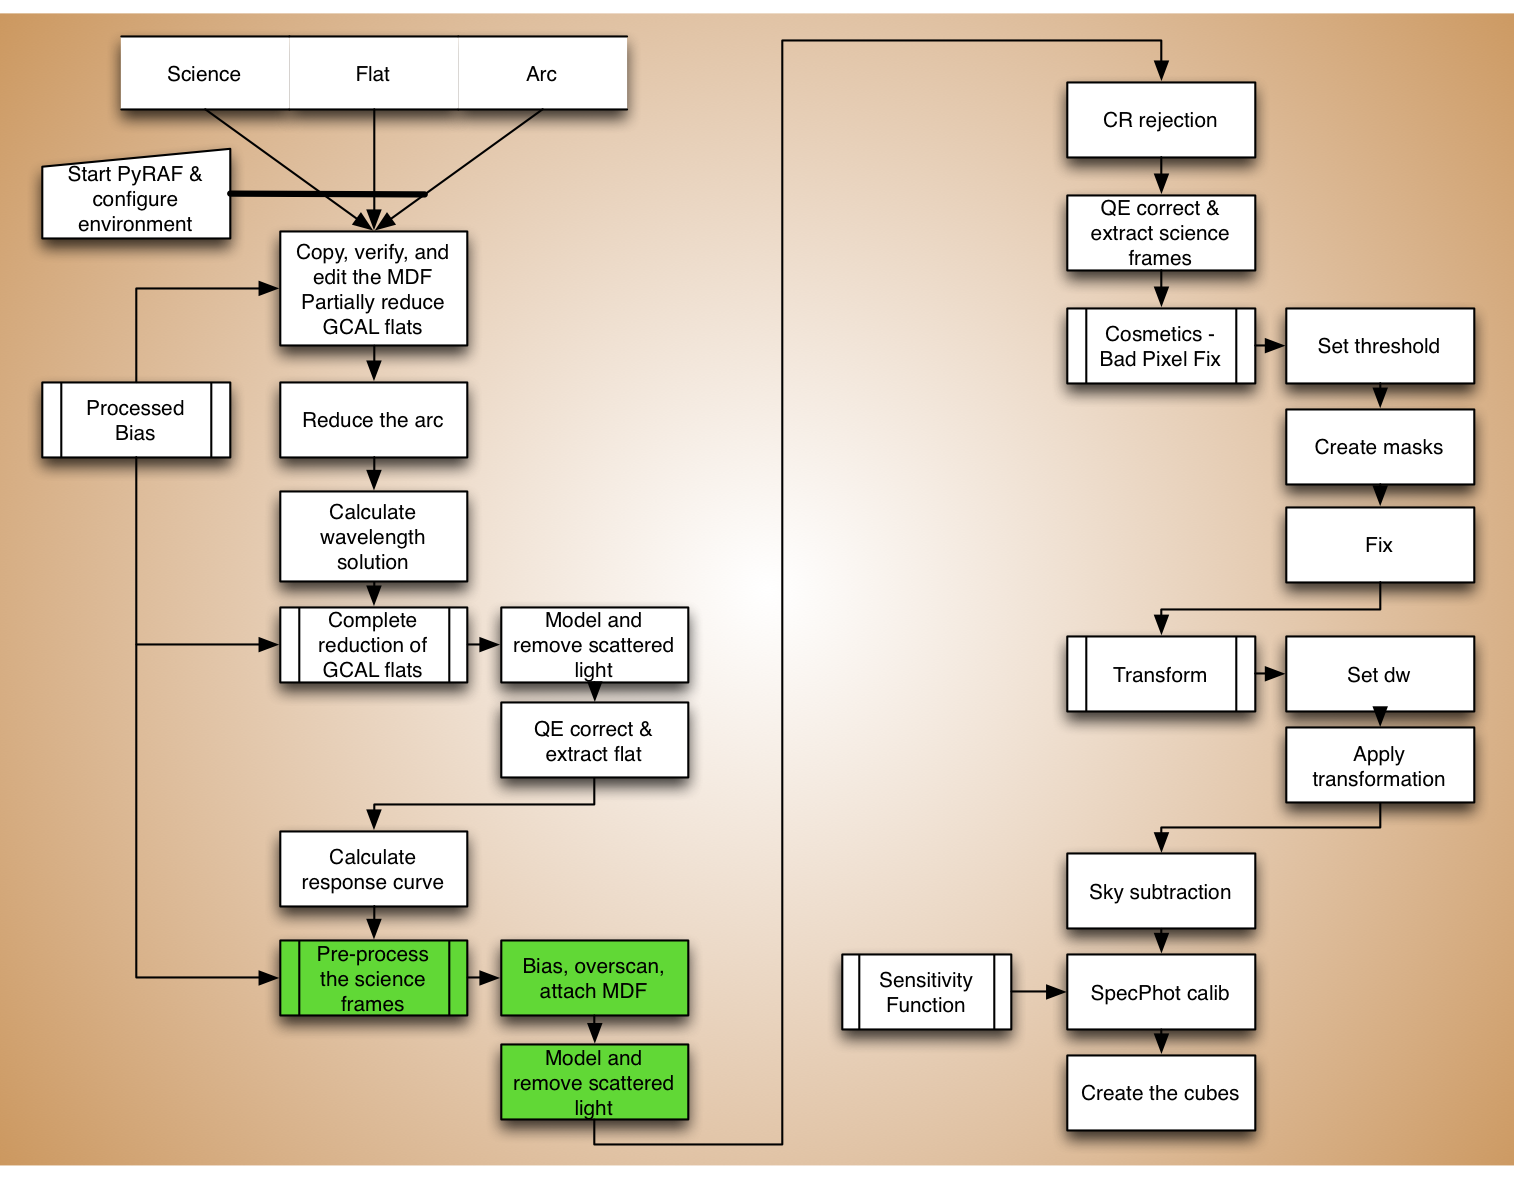 Science
Flat
Arc
Start PyRAF &
configure
environment
Copy, verify, and
edit the MDF
Partially reduce
GCAL flats
Processed
Bias
Reduce the arc
Calculate
wavelength
solution
Complete
reduction of
GCAL flats
Model and
remove scattered
light
QE correct &
extract flat
Calculate
response curve
Pre-process
the science
frames
Bias, overscan,
attach MDF
Model and
remove scattered
light
CR rejection
QE correct &
extract science
frames
Cosmetics -
Bad Pixel Fix
Set threshold
Create masks
Fix
Transform
Set dw
Apply
transformation
Sky subtraction
Sensitivity
Function
SpecPhot calib
Create the cubes